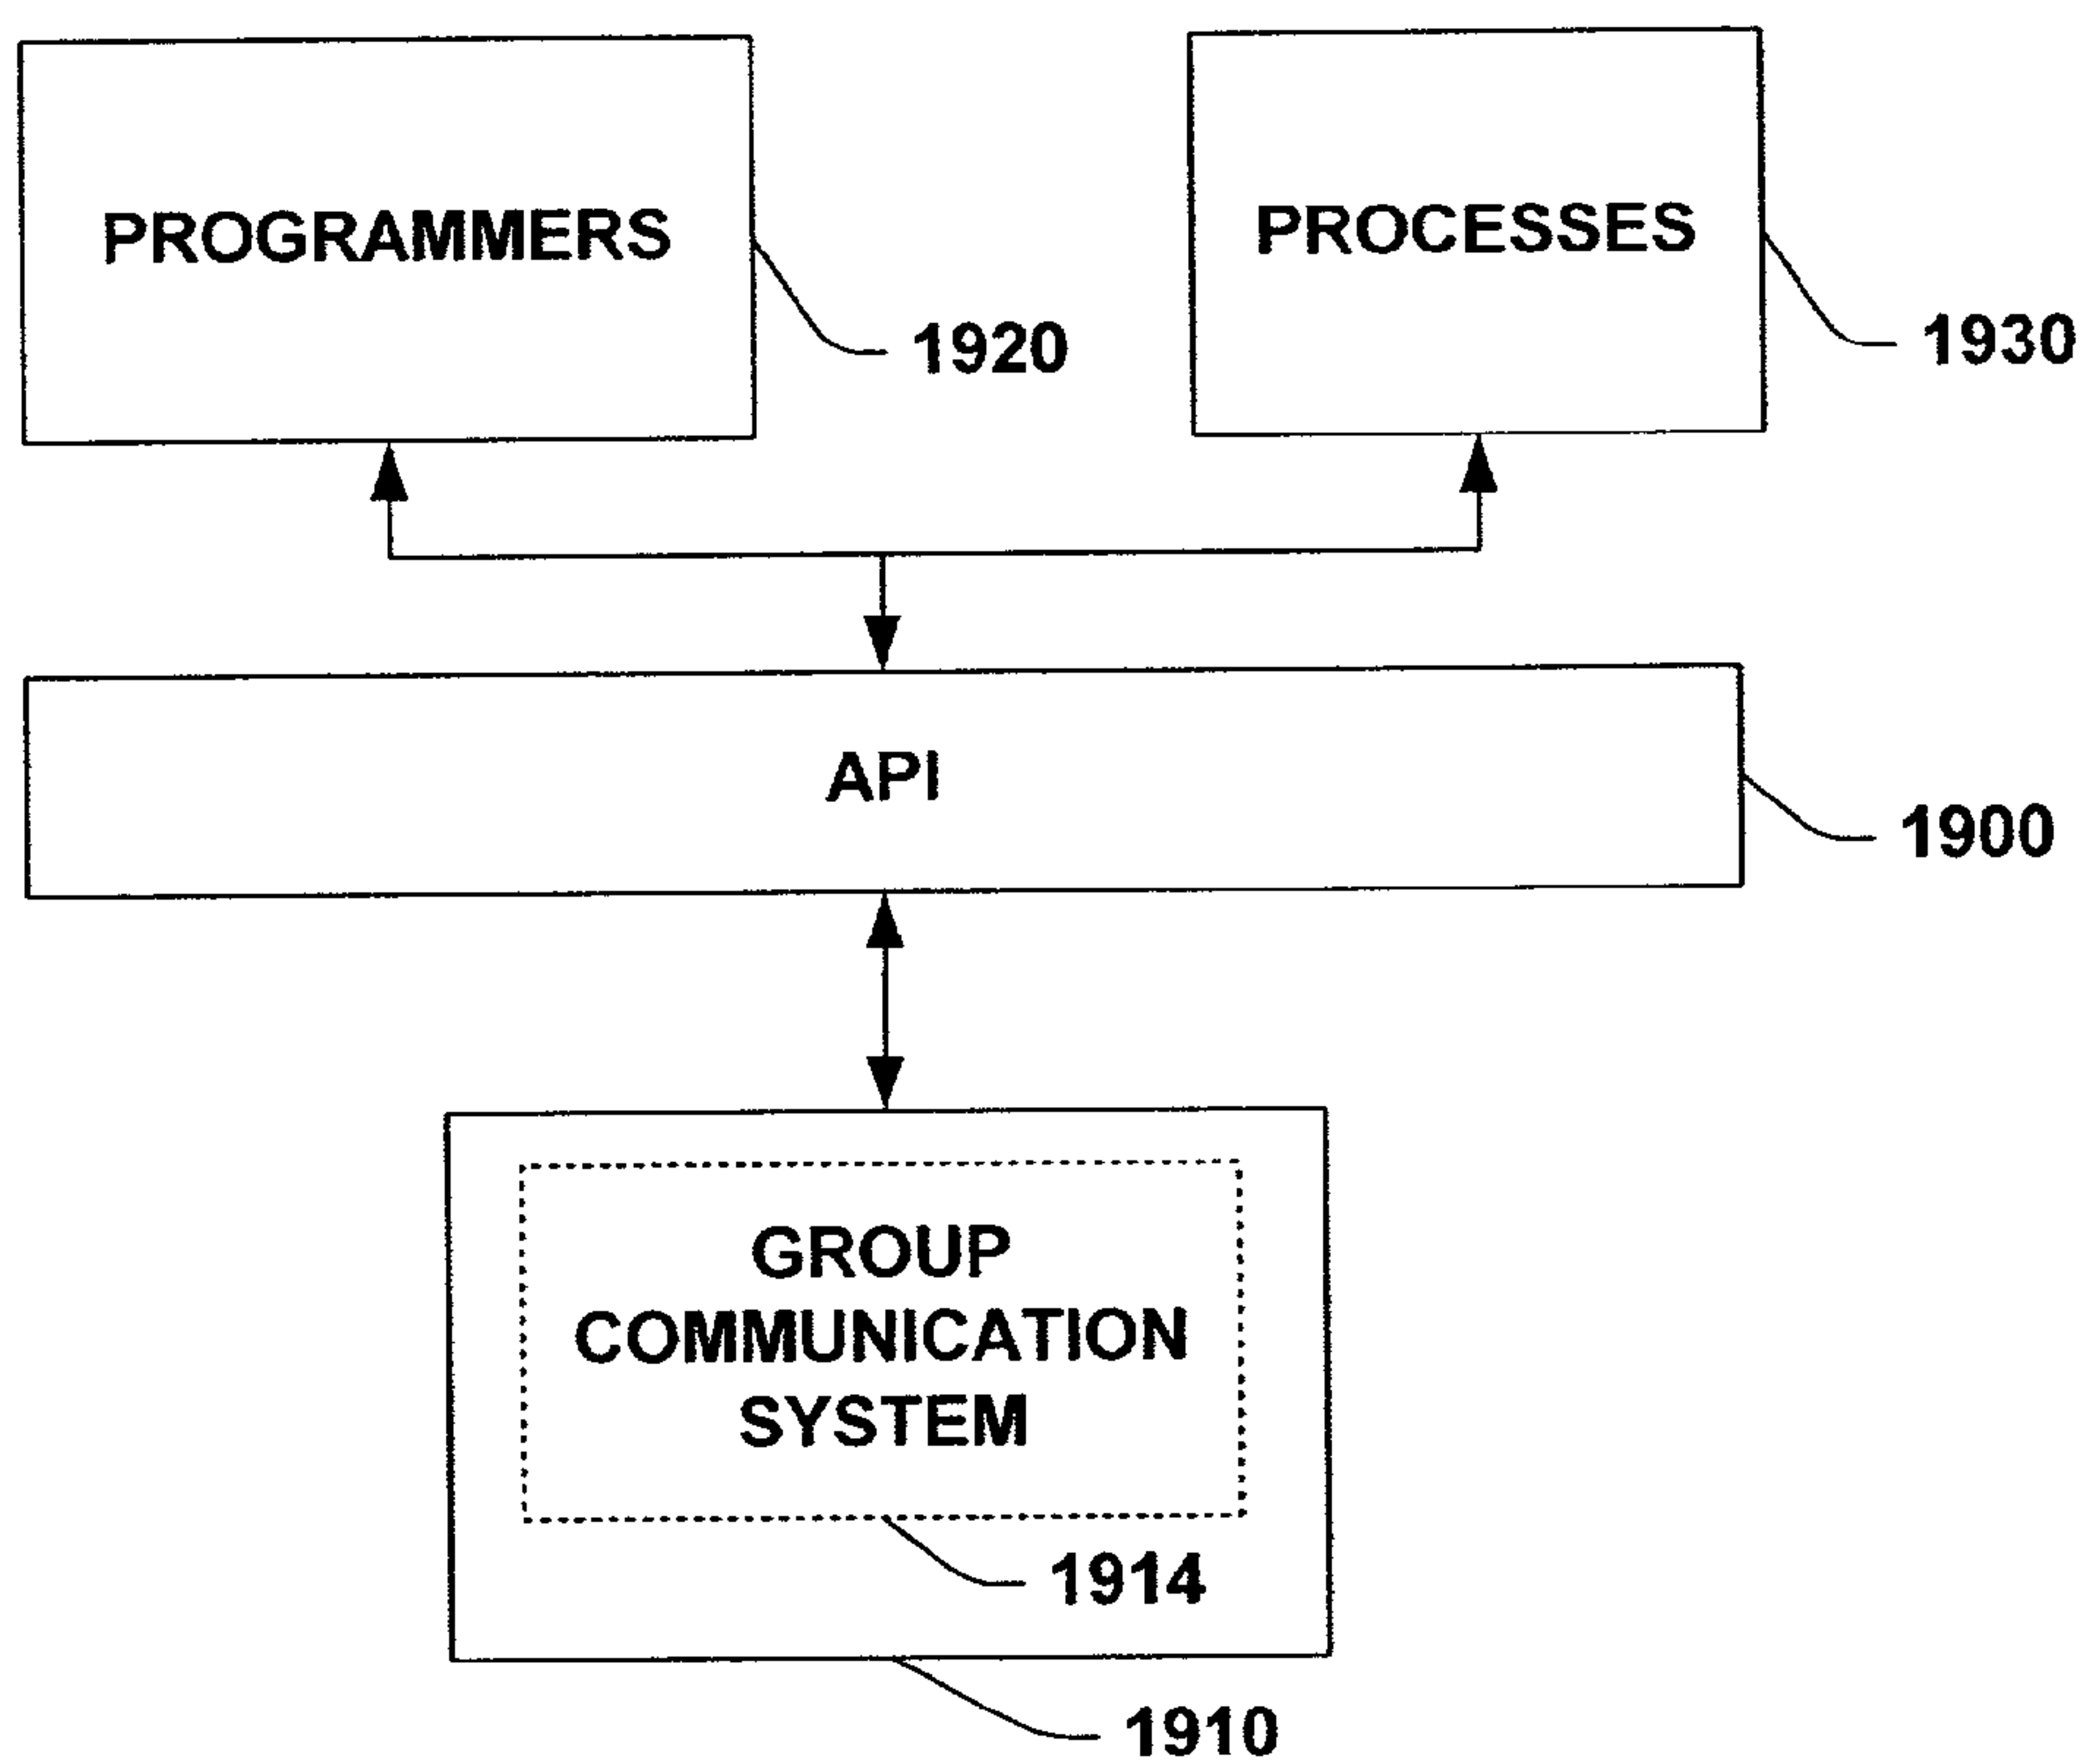 PROGRAMMERS
PROCESSES
1920
1930
API
1900
GROUP
COMMUNICATION
SYSTEM
1914
1910